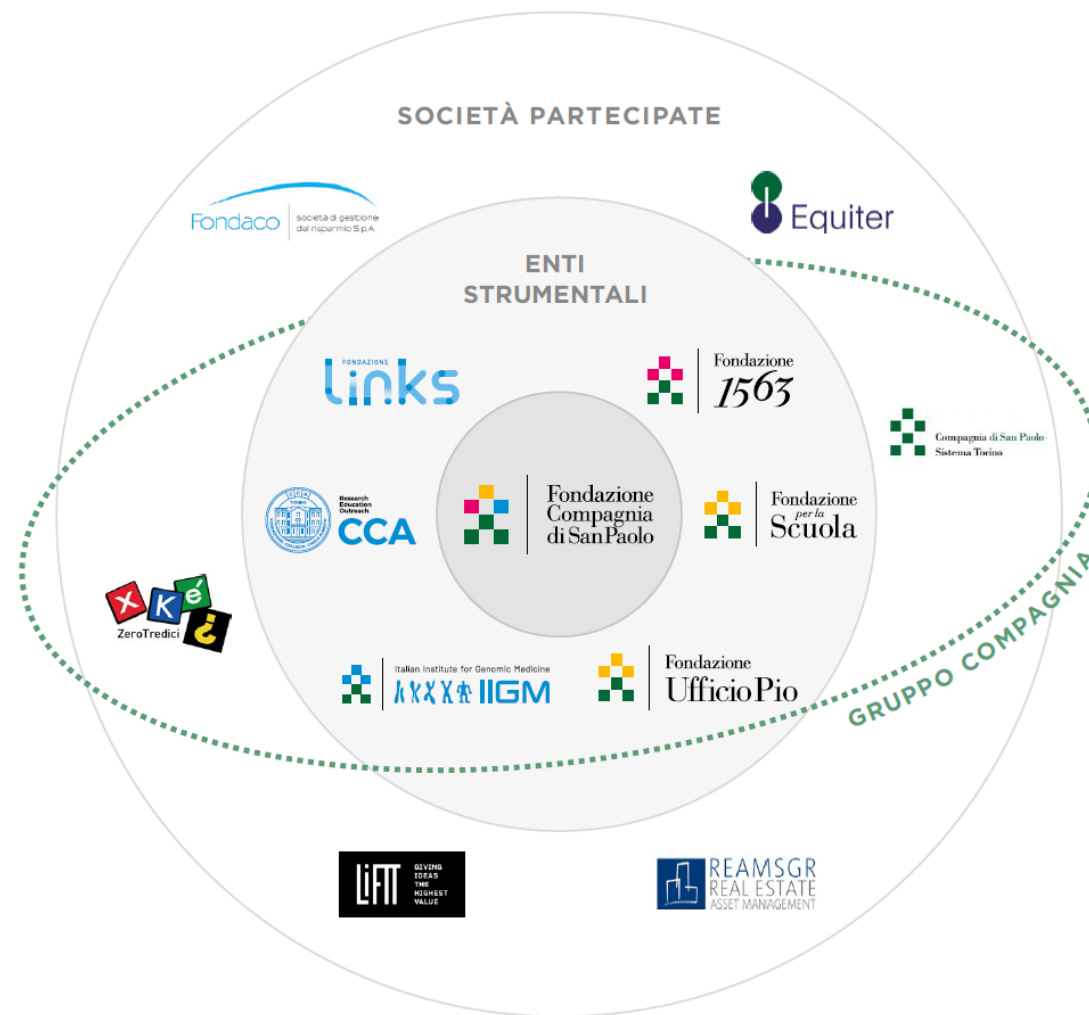 SOCIETÀ PARTECIPATE
Fondaco
società di gestione
del risparmio S.p.A.
Equiter
ENTI
STRUMENTALI
FONDAZIONE
links
Fondazione
1563
Compagnia di San Paolo
Sistema Torino
CCA
TORINO
Research
Education
Outreach
CCA
Fondazione
Compagnia
di San Paolo
Fondazione
per la
Scuola
GRUPPO COMPAGNIA
x K é ?
ZeroTredici
Italian Institute for Genomic Medicine
IIGM
Fondazione
Ufficio Pio
LiFTT
GIVING
IDEAS
THE
HIGHEST
VALUE
REAMSGR
REAL ESTATE
ASSET MANAGEMENT